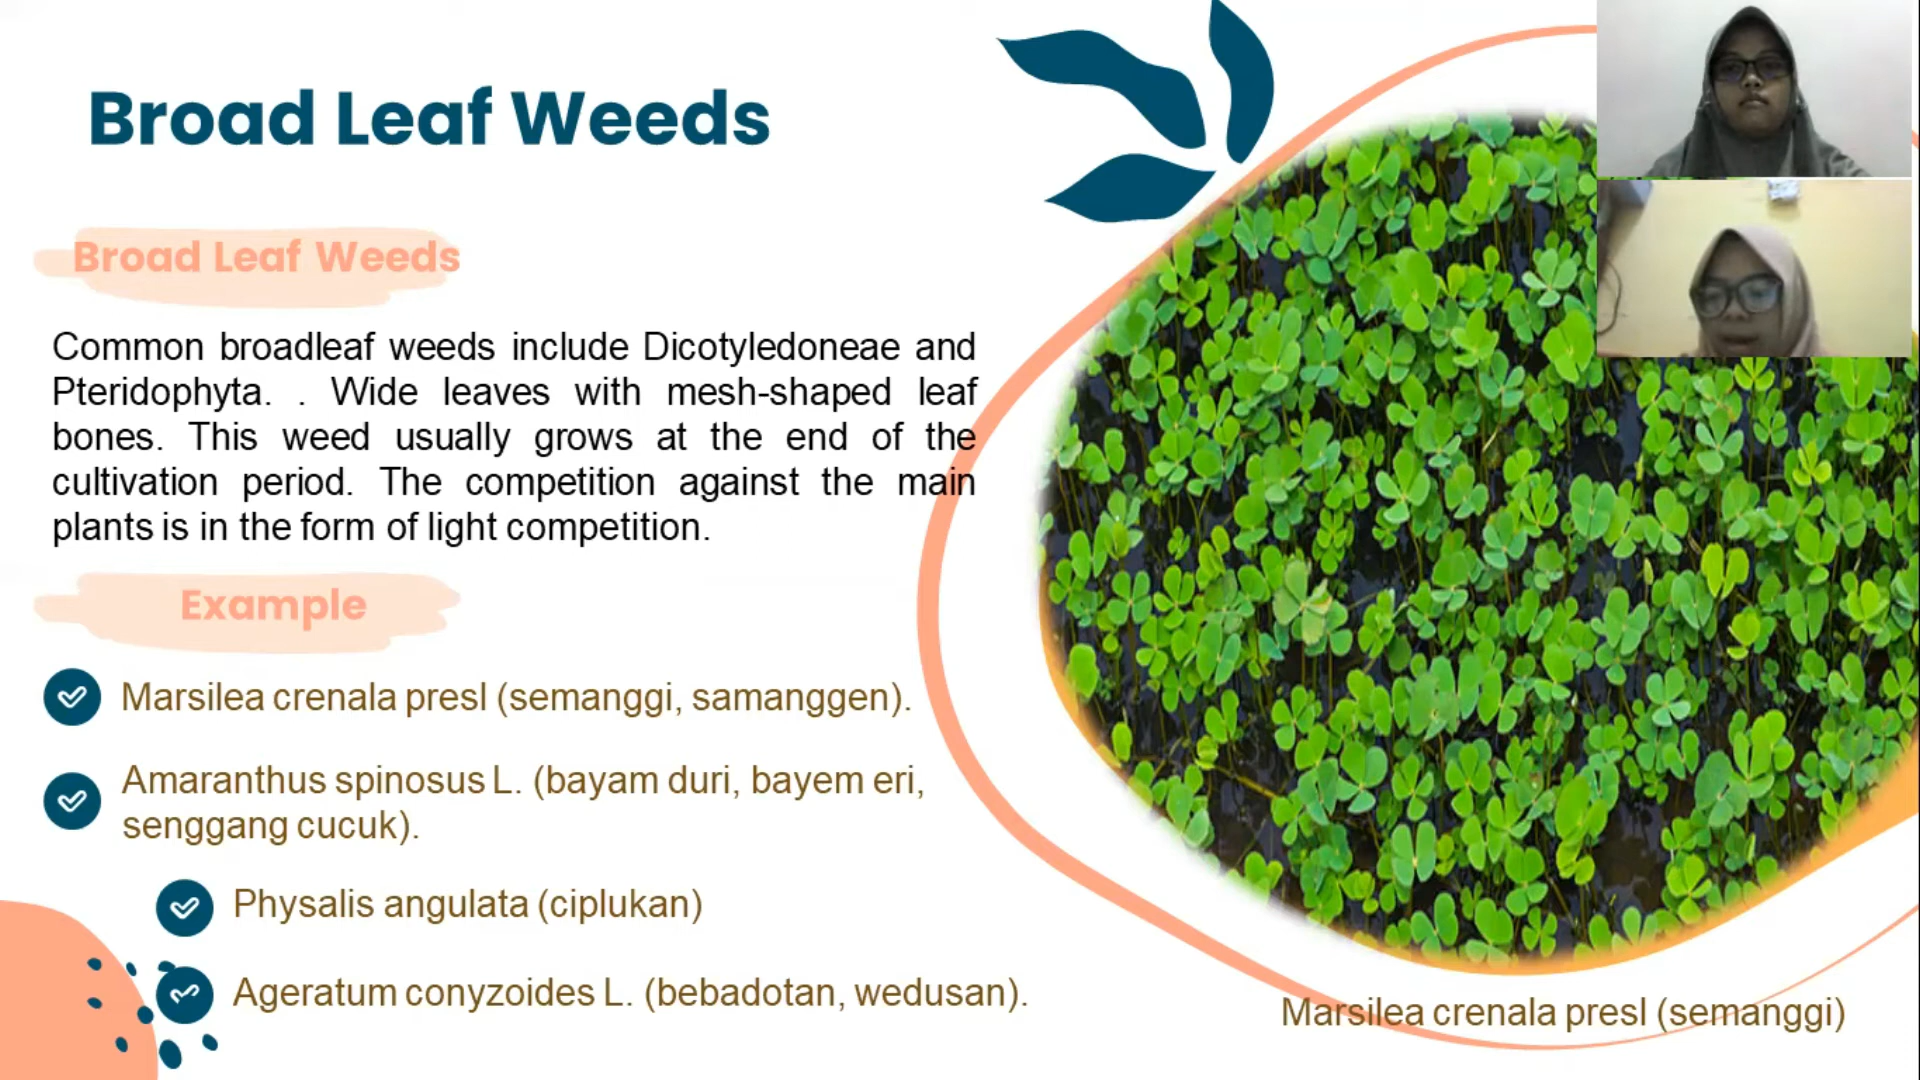 Broad Leaf Weeds
Broad Leaf Weeds
Common broadleaf weeds include Dicotyledoneae and
Pteridophyta. . Wide leaves with mesh-shaped leaf
bones. This weed usually grows at the end of the
cultivation period. The competition against the main
plants is in the form of light competition.
Example
Marsilea crenala presl (semanggi, samanggen).
Amaranthus spinosus L. (bayam duri, bayem eri,
senggang cucuk).
Physalis angulata (ciplukan)
Ageratum conyzoides L. (bebadotan, wedusan).
Marsilea crenala presl (semanggi)